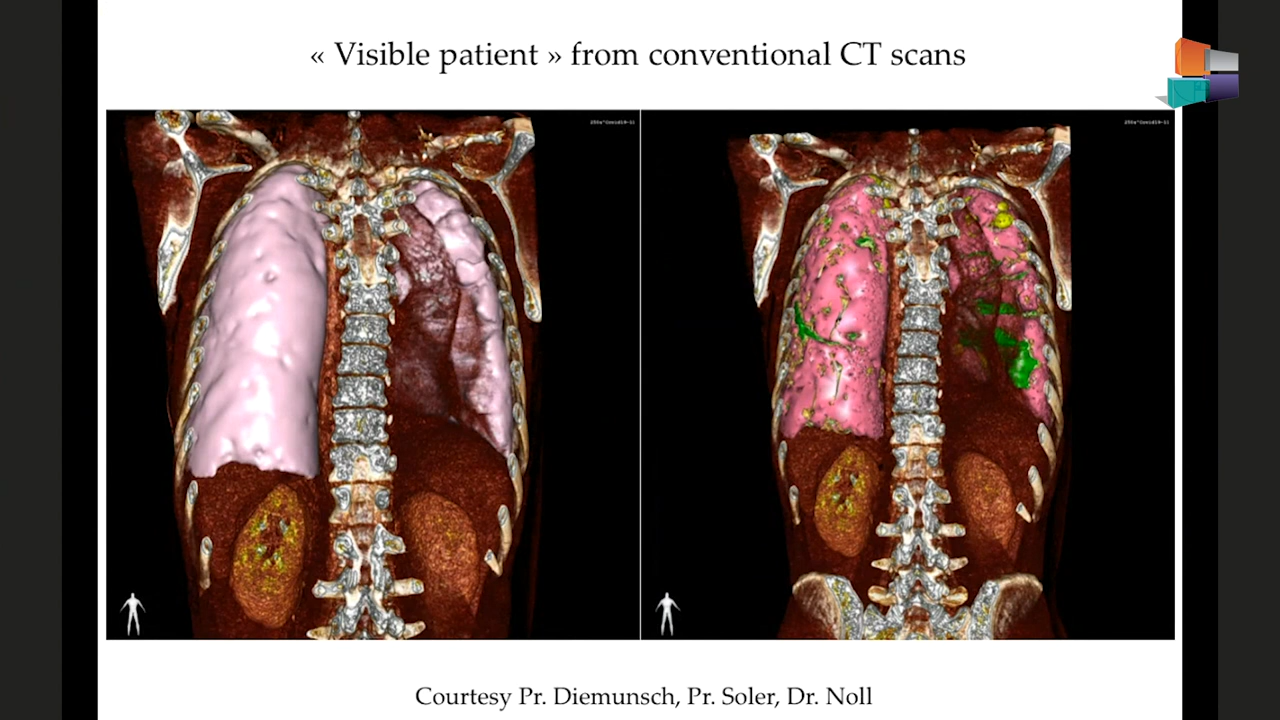 « Visible patient » from conventional CT scans
Courtesy Pr. Diemunsch, Pr. Soler, Dr. Noll